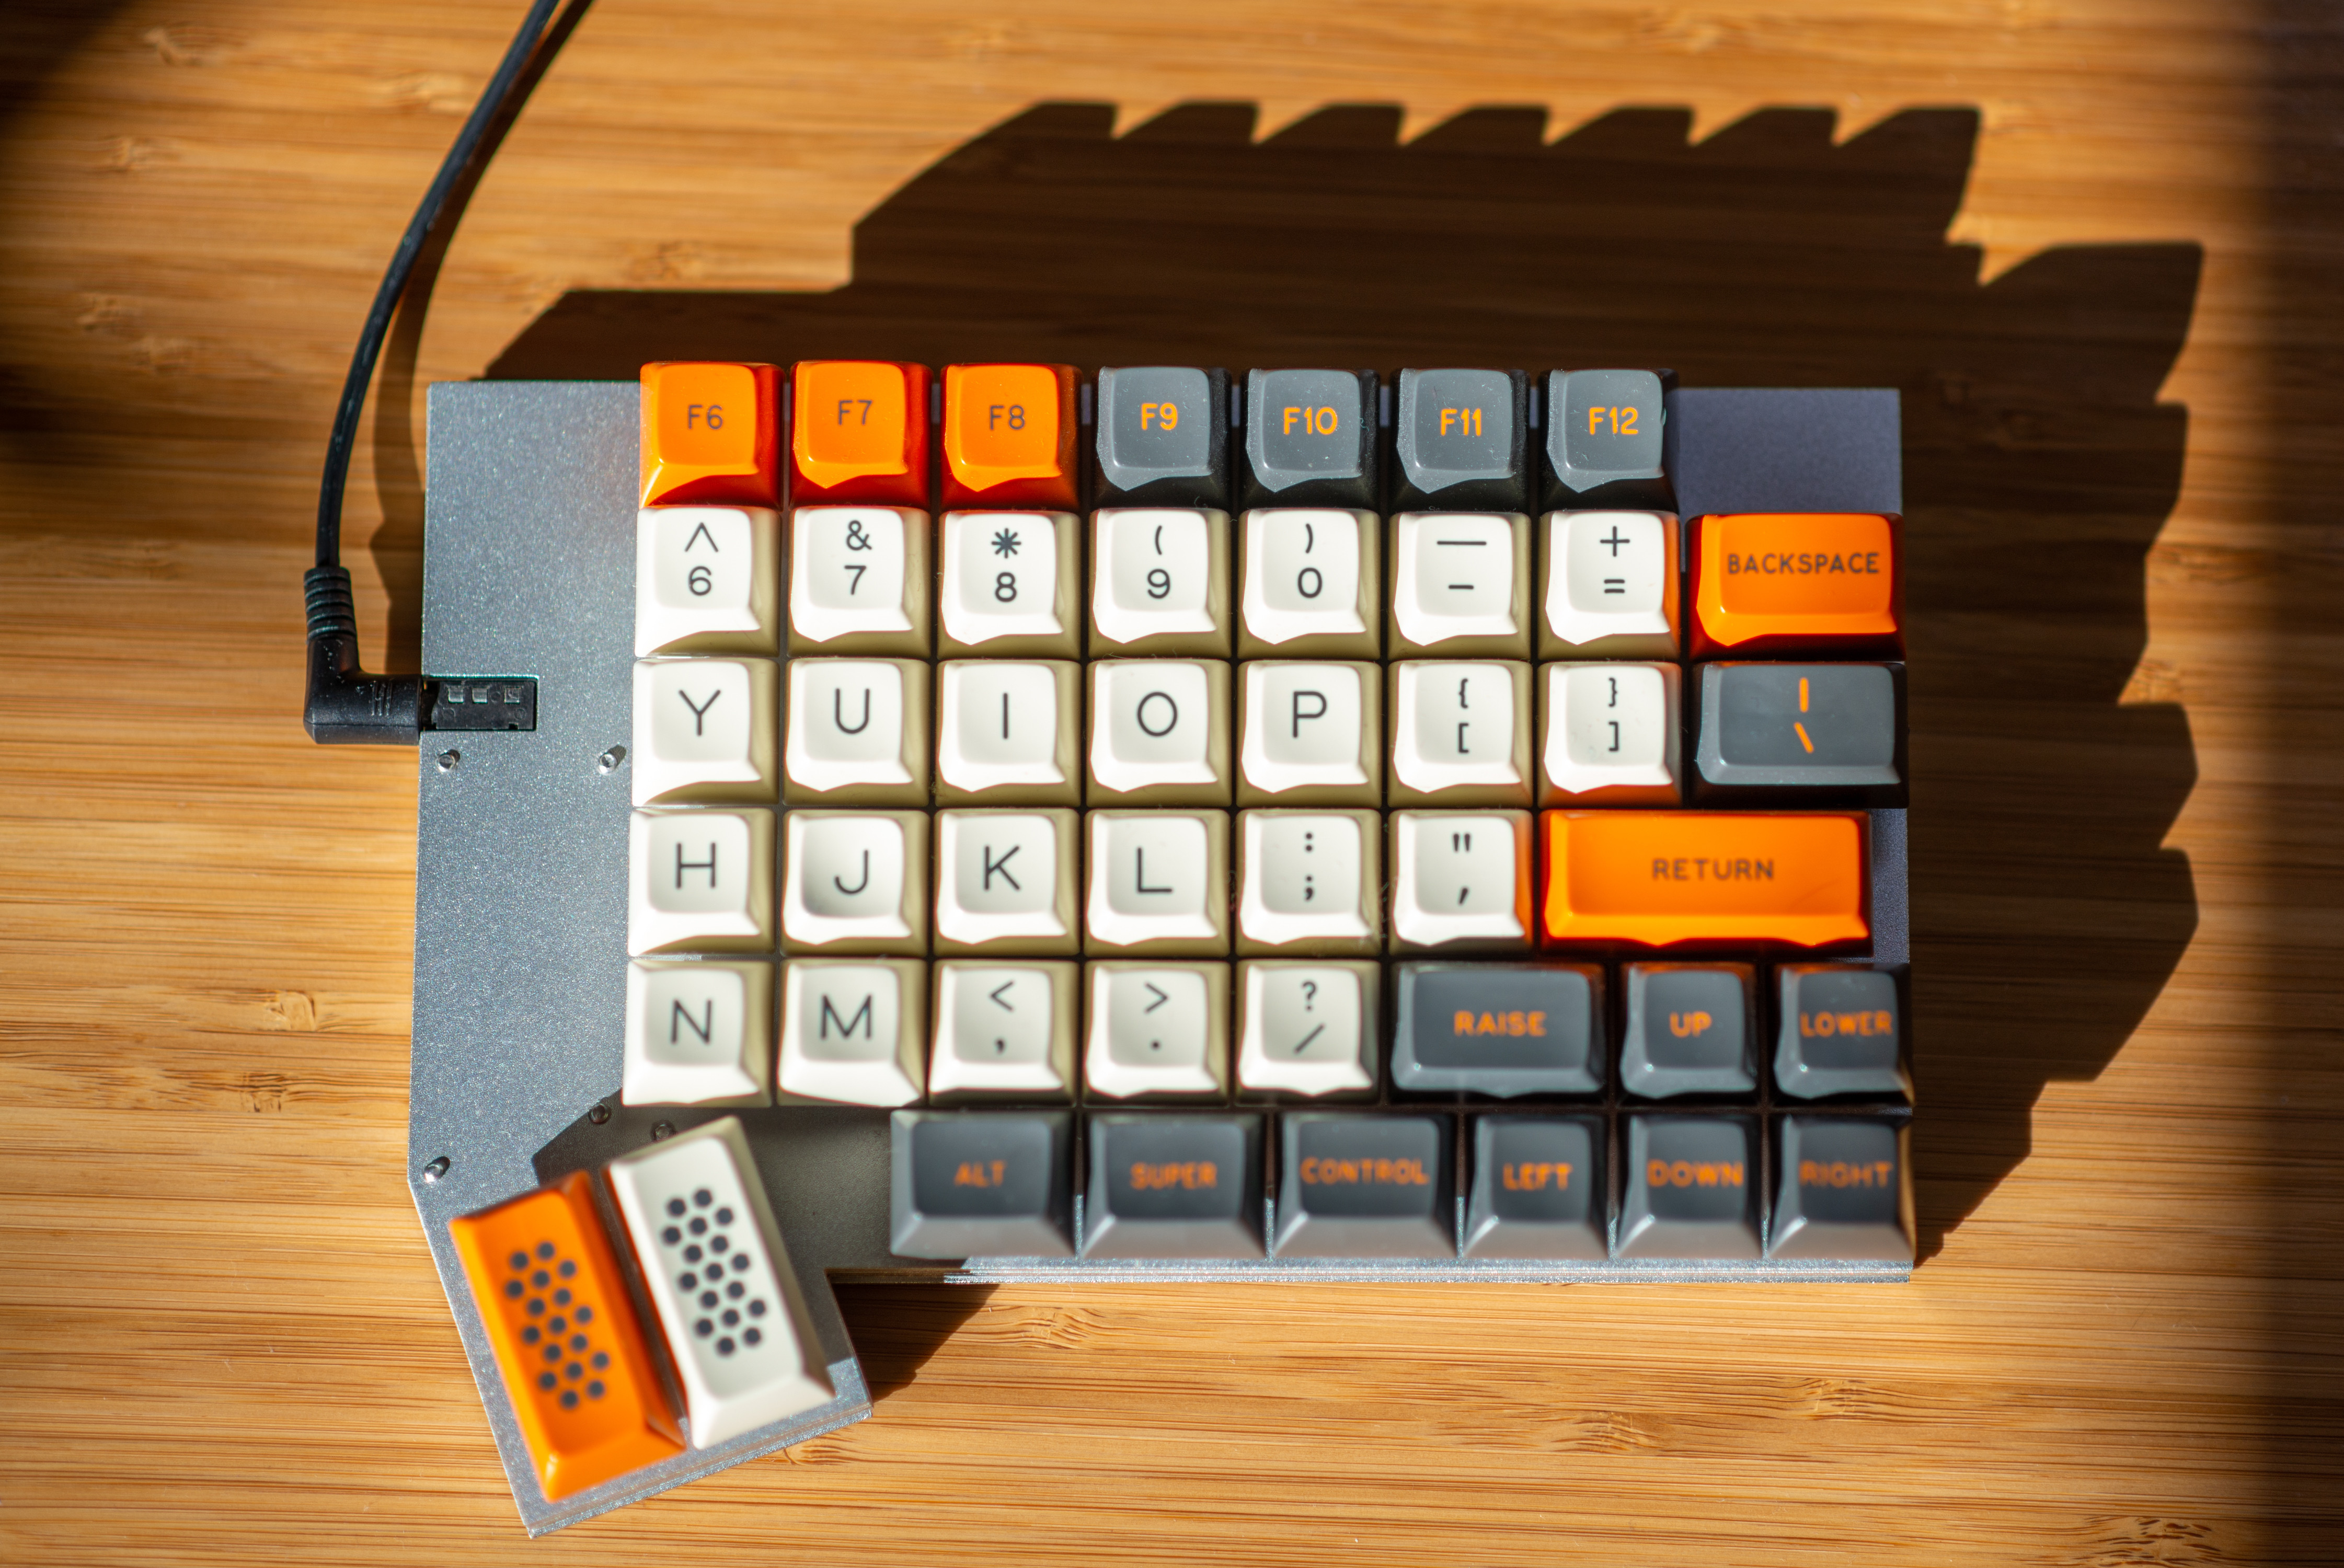 F6 F7 F8 F9 F10 F11 F12
^ & * ( ) — +
6 7 8 9 0 - = BACKSPACE
Y U I O P { } |
[ ] \
H J K L : " RETURN
; '
N M < > ? RAISE UP LOWER
, . /
ALT SUPER CONTROL LEFT DOWN RIGHT